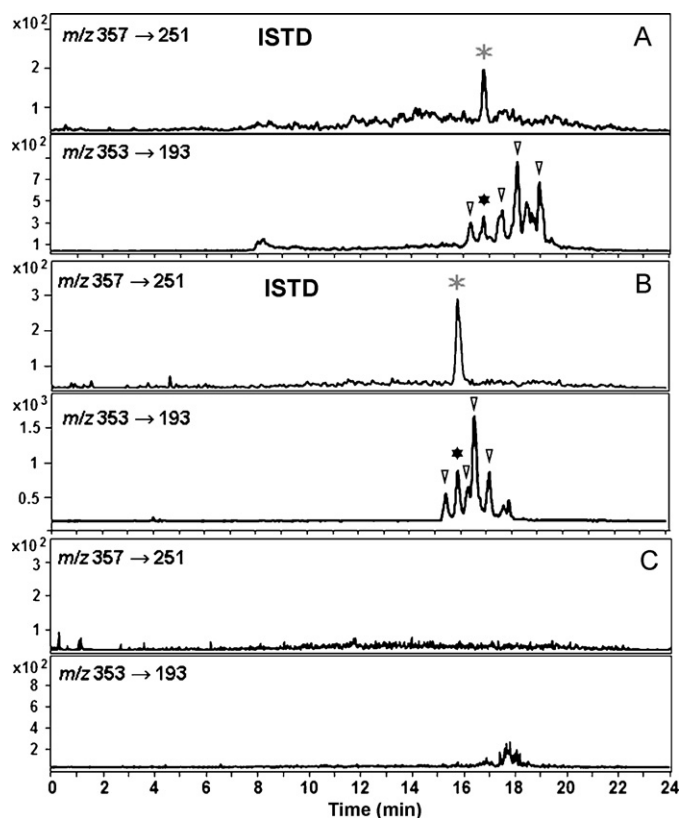 x10²
m/z 357 → 251
ISTD
A
2
1
x10²
m/z 353 → 193
7
5
3
1
x10²
m/z 357 → 251
ISTD
B
3
2
1
x10³
m/z 353 → 193
1.5
1
0.5
x10²
m/z 357 → 251
C
3
2
1
x10²
m/z 353 → 193
8
6
4
2
0 2 4 6 8 10 12 14 16 18 20 22 24
Time (min)